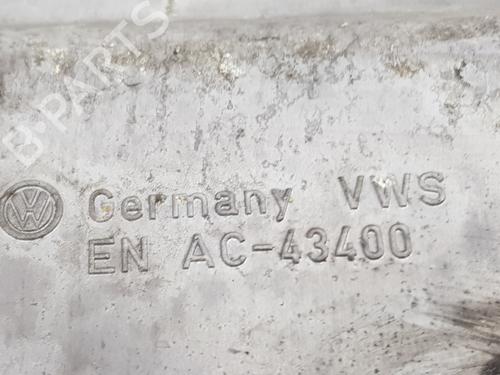 B-PARTS
Germany VWS
EN AC-43400